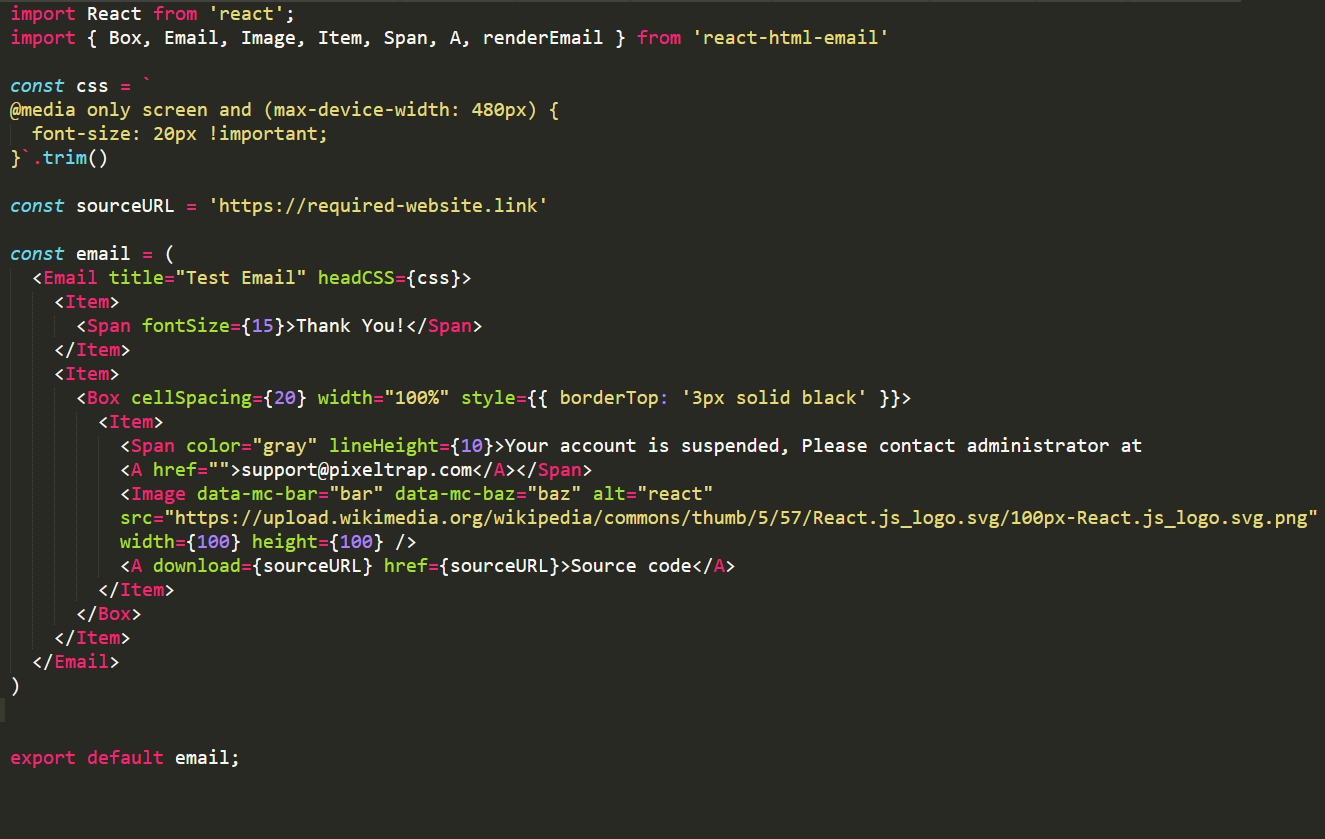 import React from 'react';
import { Box, Email, Image, Item, Span, A, renderEmail } from 'react-html-email'
const css = `
@media only screen and (max-device-width: 480px) {
font-size: 20px !important;
}`.trim()
const sourceURL = 'https://required-website.link'
const email = (
<Email title="Test Email" headCSS={css}>
<Item>
<Span fontSize={15}>Thank You!</Span>
</Item>
<Item>
<Box cellSpacing={20} width="100%" style={{ borderTop: '3px solid black' }}>
<Item>
<Span color="gray" lineHeight={10}>Your account is suspended, Please contact administrator at
<A href="">support@pixeltrap.com</A></Span>
<Image data-mc-bar="bar" data-mc-baz="baz" alt="react"
src="https://upload.wikimedia.org/wikipedia/commons/thumb/5/57/React.js_logo.svg/100px-React.js_logo.svg.png"
width={100} height={100} />
<A download={sourceURL} href={sourceURL}>Source code</A>
</Item>
</Box>
</Item>
</Email>
)
export default email;